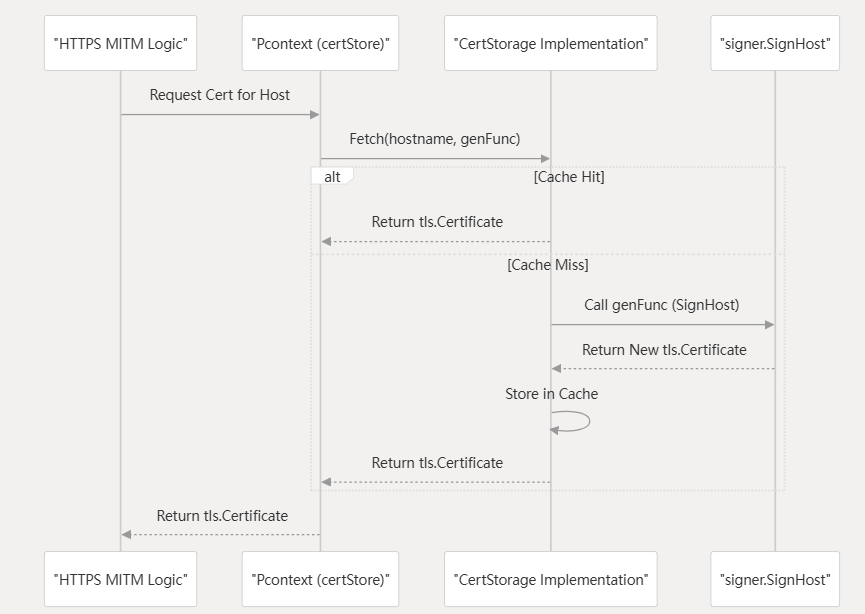 "HTTPS MITM Logic" "Pcontext (certStore)" "CertStorage Implementation" "signer.SignHost"
Request Cert for Host
Fetch(hostname, genFunc)
alt [Cache Hit]
Return tls.Certificate
[Cache Miss]
Call genFunc (SignHost)
Return New tls.Certificate
Store in Cache
Return tls.Certificate
Return tls.Certificate
"HTTPS MITM Logic" "Pcontext (certStore)" "CertStorage Implementation" "signer.SignHost"